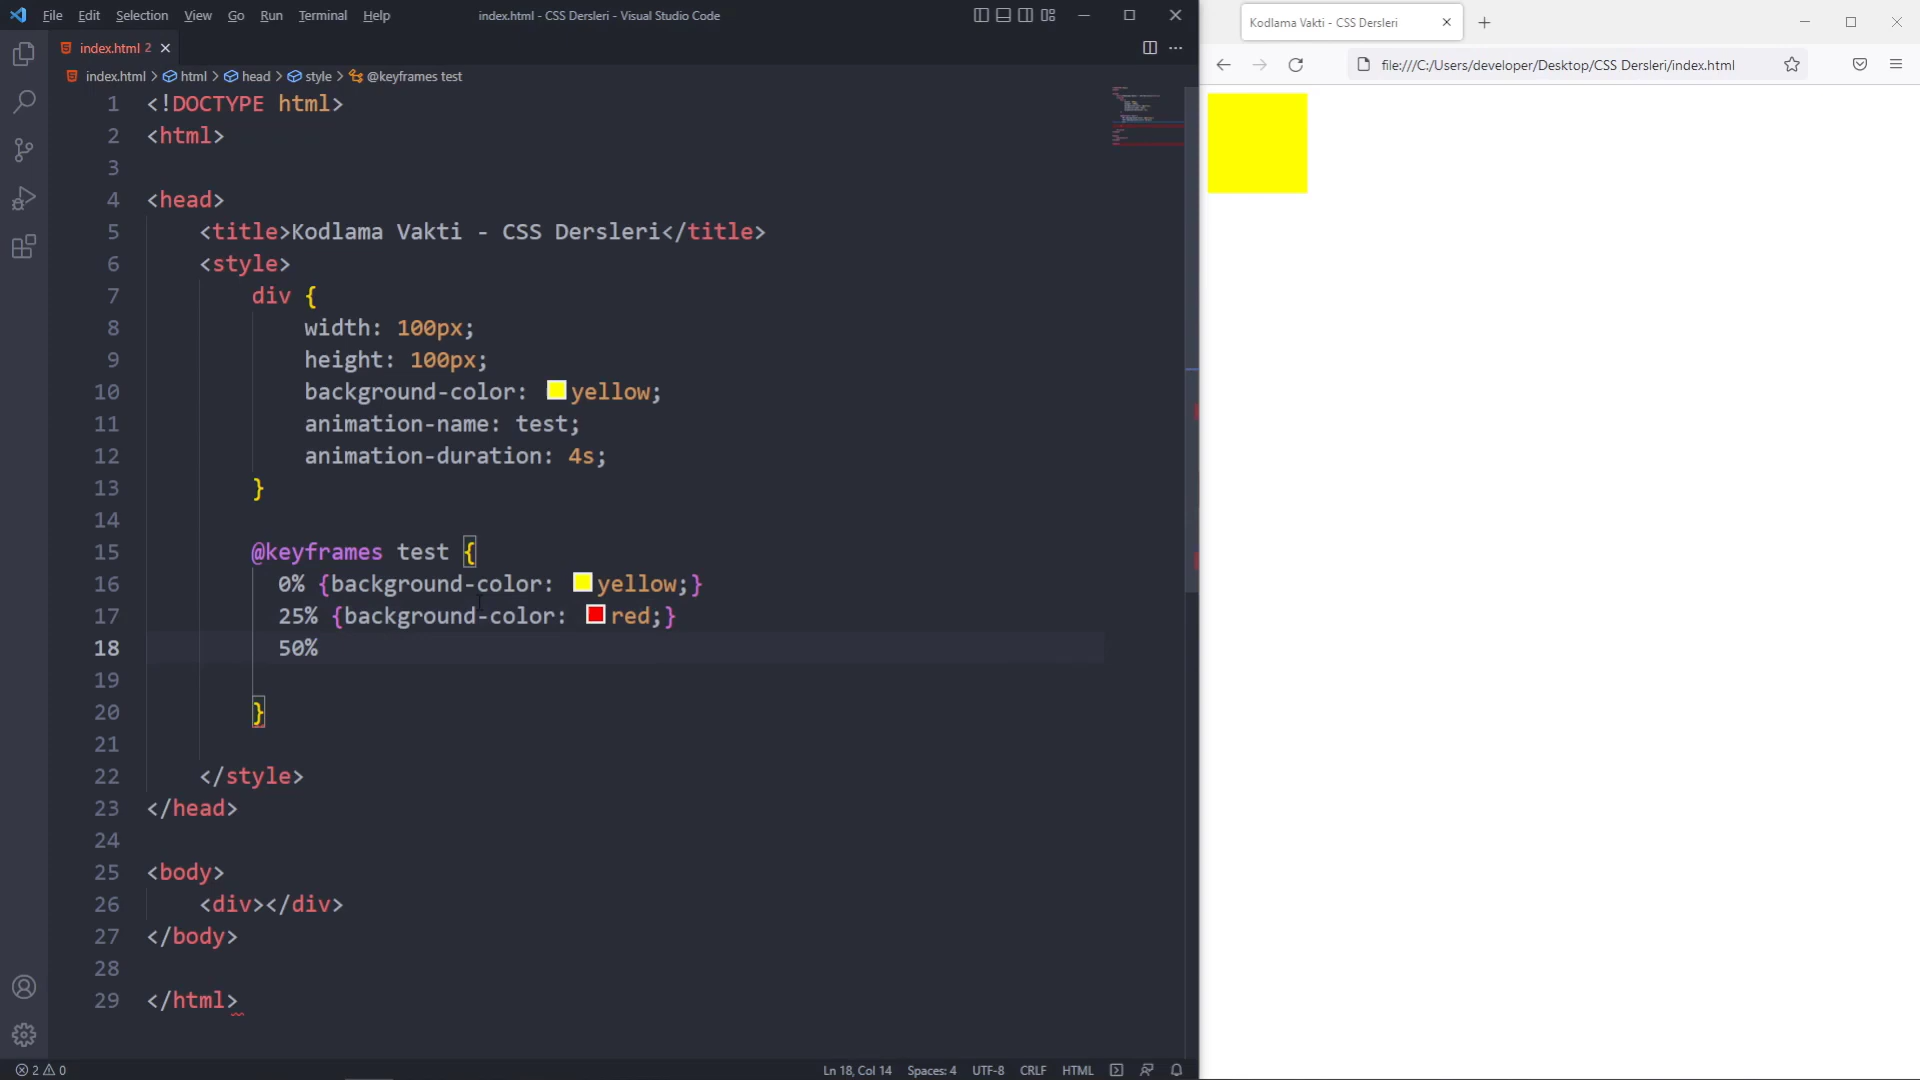 File Edit Selection View Go Run Terminal Help
index.html - CSS Dersleri - Visual Studio Code
index.html 2
index.html > html > head > style > @keyframes test
1 <!DOCTYPE html>
2 <html>
3
4 <head>
5 <title>Kodlama Vakti - CSS Dersleri</title>
6 <style>
7 div {
8 width: 100px;
9 height: 100px;
10 background-color: yellow;
11 animation-name: test;
12 animation-duration: 4s;
13 }
14
15 @keyframes test {
16 0% {background-color: yellow;}
17 25% {background-color: red;}
18 50%
19
20 }
21
22 </style>
23 </head>
24
25 <body>
26 <div></div>
27 </body>
28
29 </html>
2 0
Ln 18, Col 14 Spaces: 4 UTF-8 CRLF HTML
Kodlama Vakti - CSS Dersleri
file:///C:/Users/developer/Desktop/CSS Dersleri/index.html